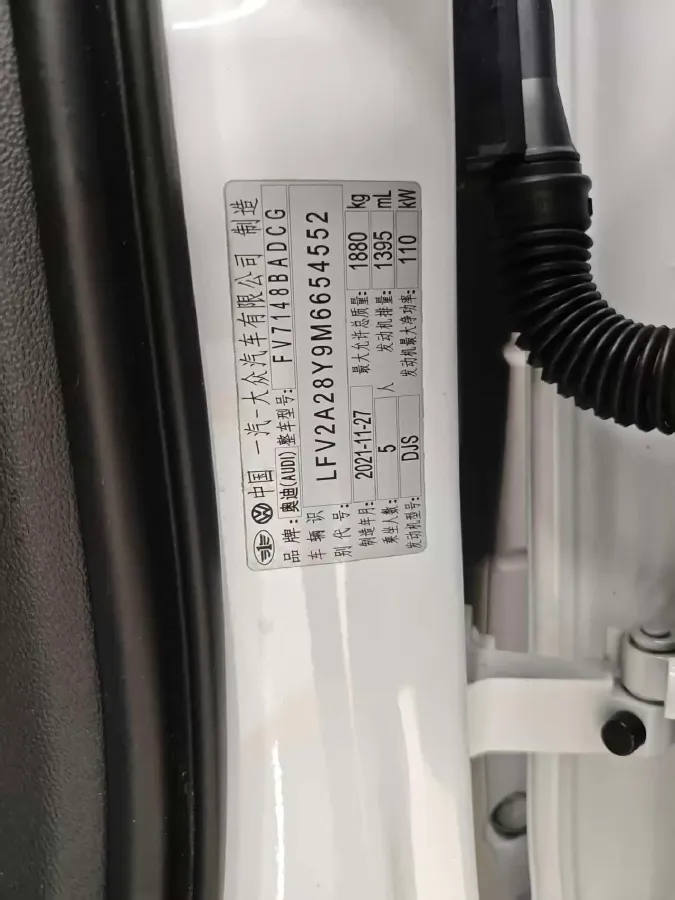 中国 一汽-大众汽车有限公司 制造
品牌: 奥迪(AUDI) 整车型号: FV7148BADCG
车辆识别代号: LFV2A28Y9M6654552
制造年月: 2021-11-27 最大允许总质量: 1880 kg
乘坐人数: 5 人 发动机排量: 1395 mL
发动机型号: DJS 发动机最大净功率: 110 kW